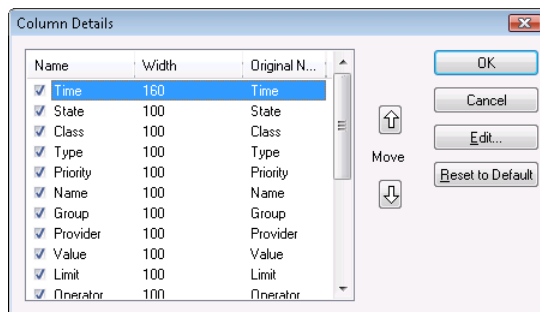 Column Details
Name Width Original N...
Time 160 Time
State 100 State
Class 100 Class
Type 100 Type
Priority 100 Priority
Name 100 Name
Group 100 Group
Provider 100 Provider
Value 100 Value
Limit 100 Limit
Operator 100 Operator
Move
OK
Cancel
Edit...
Reset to Default